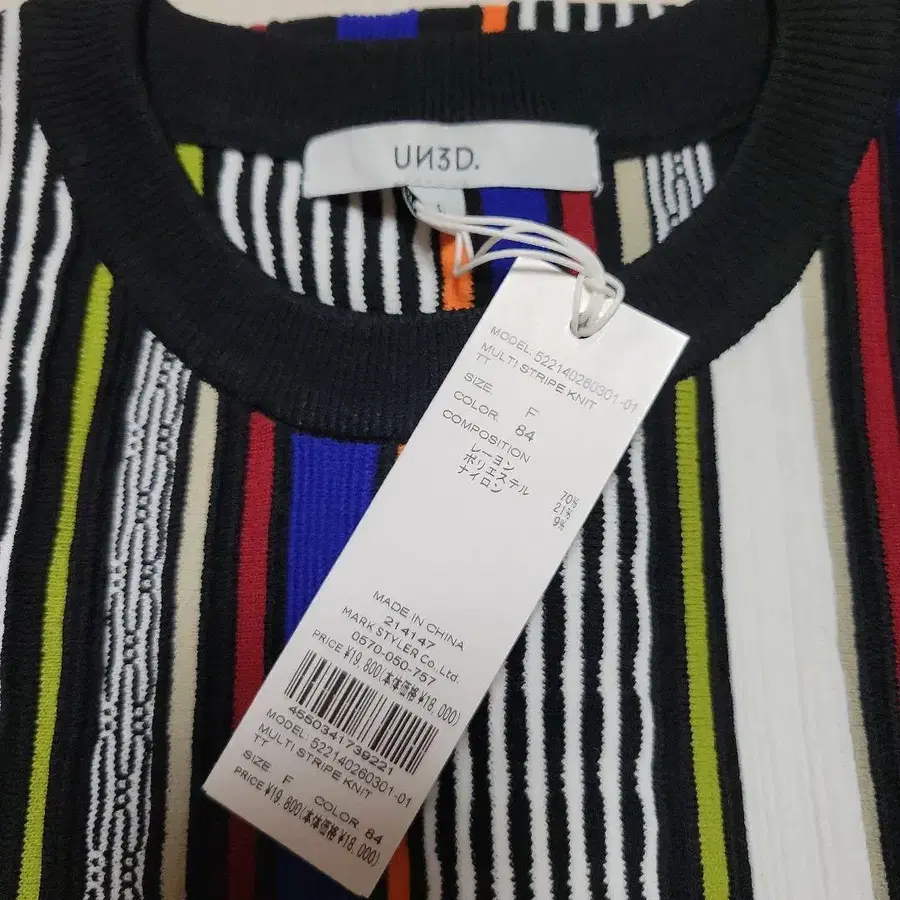 UN3D.
MODEL: 522140260301-01
MULTI STRIPE KNIT
TT
SIZE F
COLOR 84
COMPOSITION
レーヨン 70%
ポリエステル 21%
ナイロン 9%
MADE IN CHINA
214147
MARK STYLER Co.,Ltd.
0570-050-757
PRICE ¥19,800(本体価格¥18,000)
4550341739221
MODEL: 522140260301-01
MULTI STRIPE KNIT
TT
SIZE F COLOR 84
PRICE ¥19,800(本体価格¥18,000)